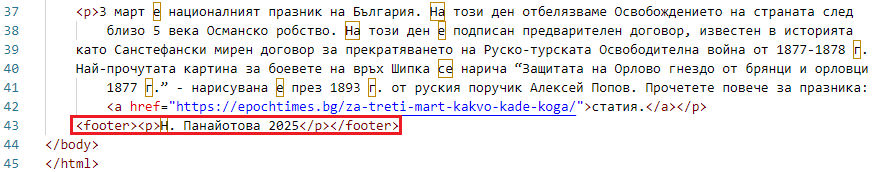 37 <p>3 март е националният празник на България. На този ден отбелязваме Освобождението на страната след
38 близо 5 века Османско робство. На този ден е подписан предварителен договор, известен в историята
39 като Санстефански мирен договор за прекратяването на Руско-турската Освободителна война от 1877-1878 г.
40 Най-прочутата картина за боевете на връх Шипка се нарича “Защитата на Орлово гнездо от брянци и орловци
41 1877 г.” - нарисувана е през 1893 г. от руския поручик Алексей Попов. Прочетете повече за празника:
42 <a href="https://epochtimes.bg/za-treti-mart-kakvo-kade-koga/">статия.</a></p>
43 <footer><p>Н. Панайотова 2025</p></footer>
44 </body>
45 </html>